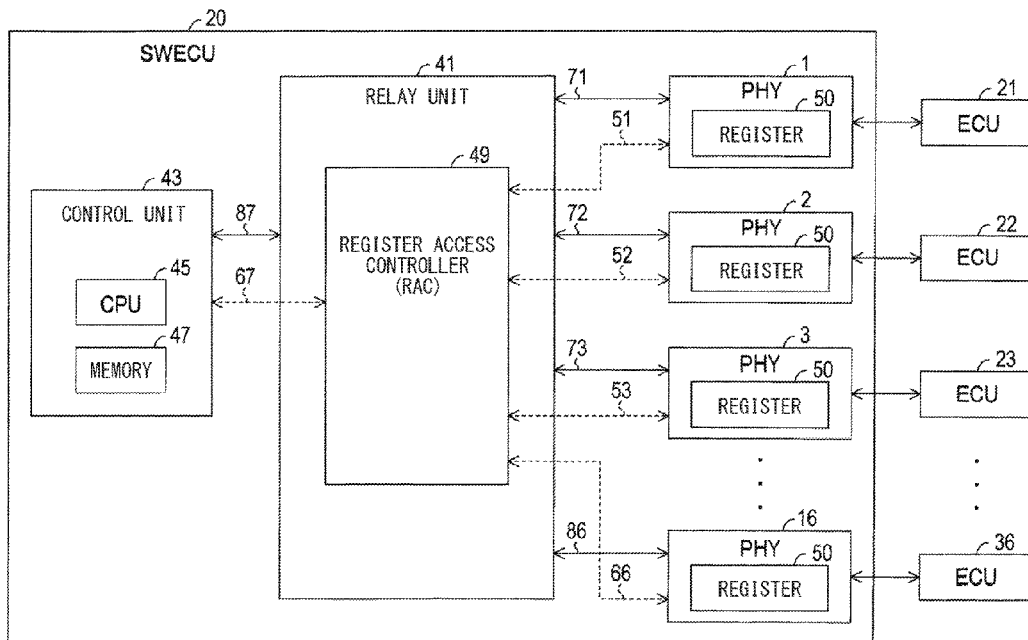 20
SWECU
41
RELAY UNIT
71
1
PHY
50
REGISTER
21
ECU
51
49
REGISTER ACCESS
CONTROLLER
(RAC)
43
CONTROL UNIT
87
45
CPU
67
47
MEMORY
72
2
PHY
50
REGISTER
22
ECU
52
73
3
PHY
50
REGISTER
23
ECU
53
86
16
PHY
50
REGISTER
36
ECU
66